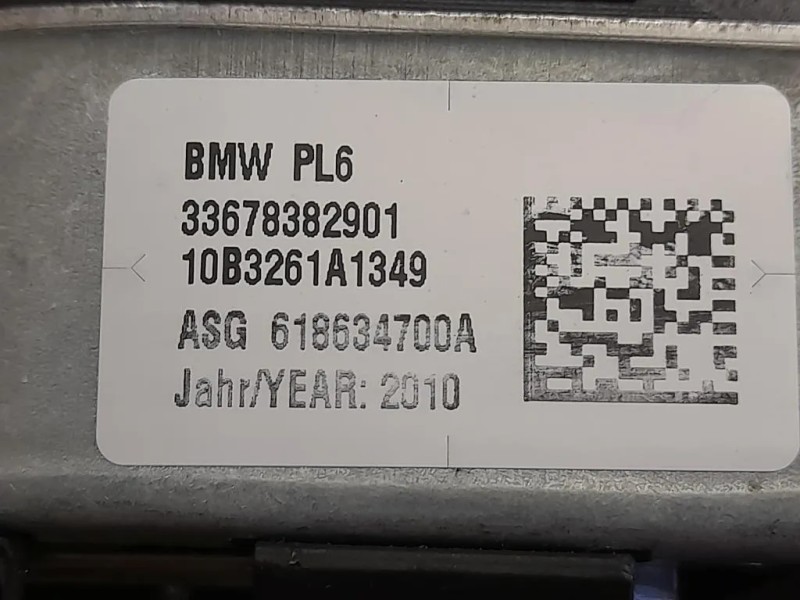 BMW PL6
33678382901
10B3261A1349
ASG 618634700A
Jahr/YEAR: 2010